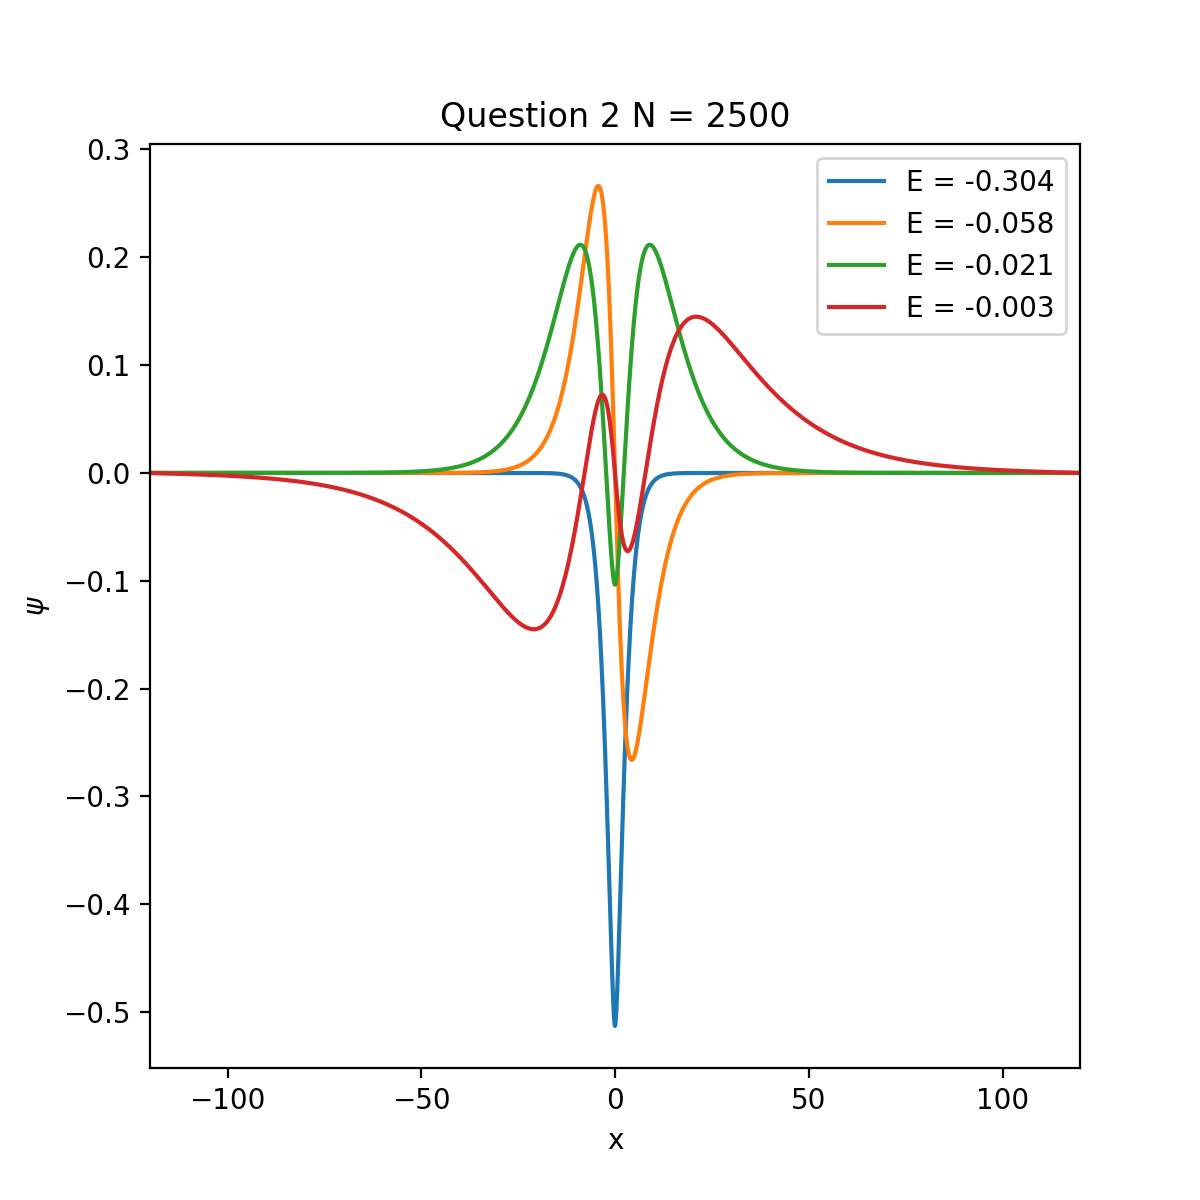 Question 2 N = 2500
E = -0.304
E = -0.058
E = -0.021
E = -0.003
0.3
0.2
0.1
0.0
−0.1
−0.2
−0.3
−0.4
−0.5
ψ
−100
−50
0
50
100
x